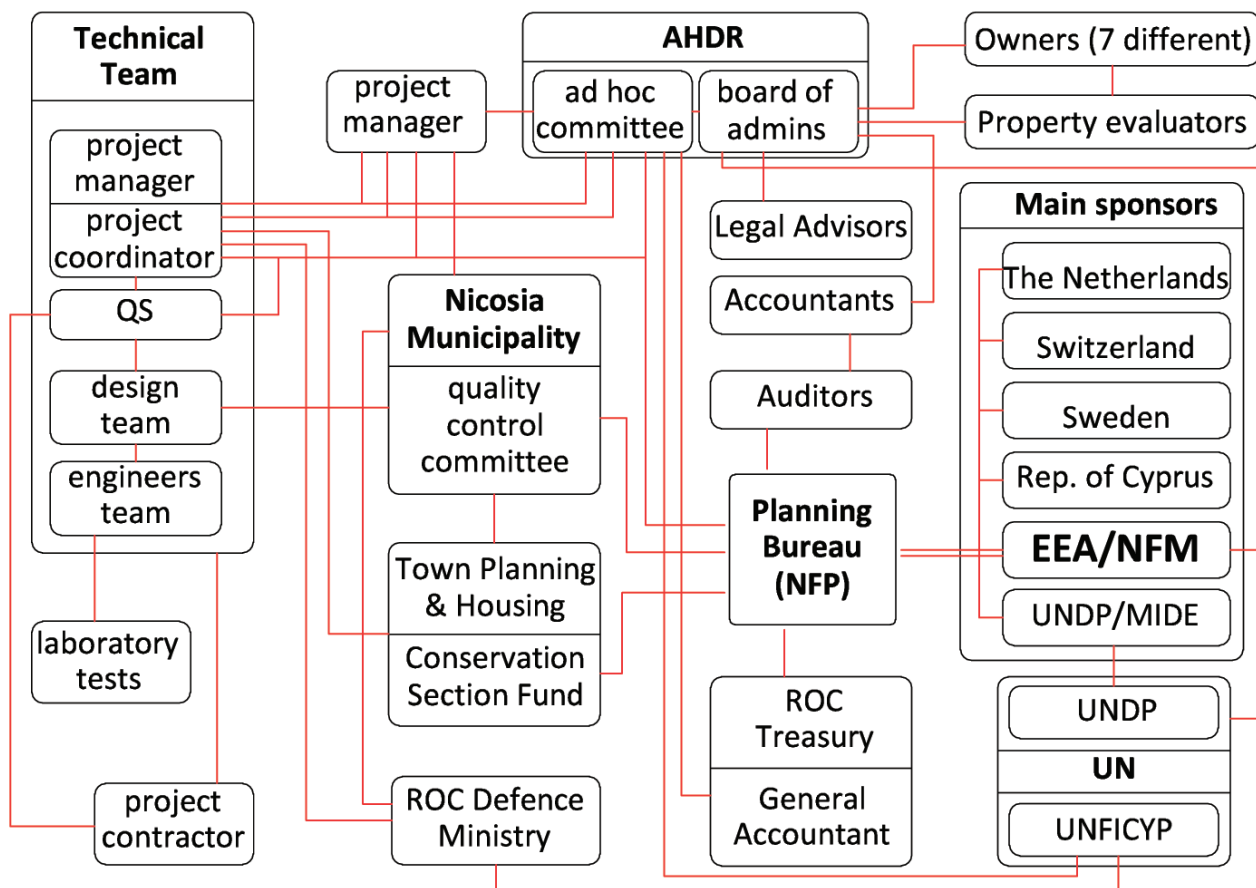 Technical
Team
project
manager
project
coordinator
QS
design
team
engineers
team
laboratory
tests
project
contractor
project
manager
AHDR
ad hoc
committee
board of
admins
Owners (7 different)
Property evaluators
Legal Advisors
Accountants
Auditors
Nicosia
Municipality
quality
control
committee
Town Planning
& Housing
Conservation
Section Fund
ROC Defence
Ministry
Planning
Bureau
(NFP)
ROC
Treasury
General
Accountant
Main sponsors
The Netherlands
Switzerland
Sweden
Rep. of Cyprus
EEA/NFM
UNDP/MIDE
UNDP
UN
UNFICYP